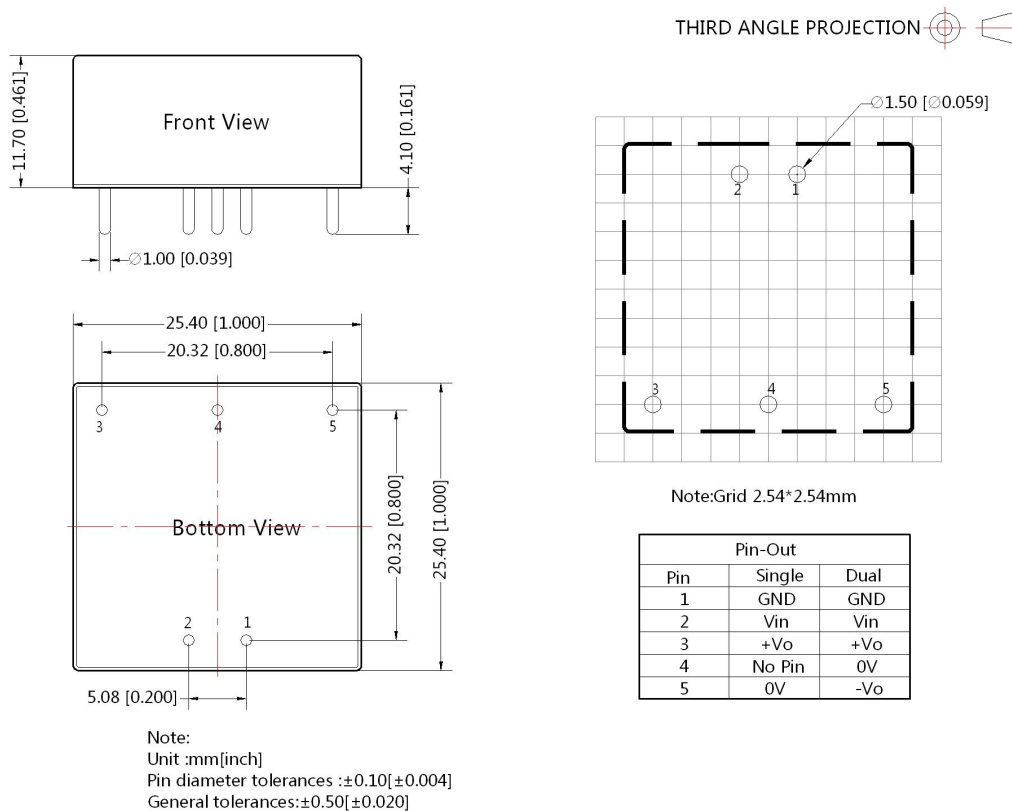 THIRD ANGLE PROJECTION
11.70 [0.461]
Front View
4.10 [0.161]
∅1.00 [0.039]
∅1.50 [∅0.059]
2 1
3 4 5
Note:Grid 2.54*2.54mm
25.40 [1.000]
20.32 [0.800]
3 4 5
Bottom View
20.32 [0.800]
25.40 [1.000]
2 1
5.08 [0.200]
Note:
Unit :mm[inch]
Pin diameter tolerances :±0.10[±0.004]
General tolerances:±0.50[±0.020]
Pin-Out
Pin Single Dual
1 GND GND
2 Vin Vin
3 +Vo +Vo
4 No Pin 0V
5 0V -Vo